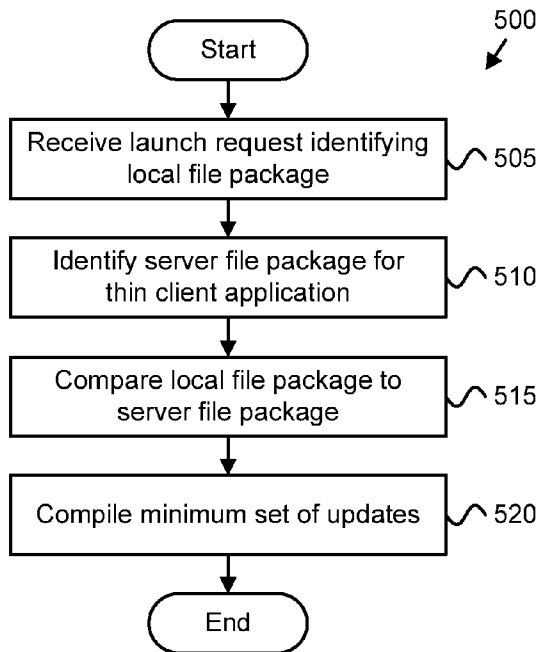 500
Start
Receive launch request identifying
local file package
505
Identify server file package for
thin client application
510
Compare local file package to
server file package
515
Compile minimum set of updates
520
End